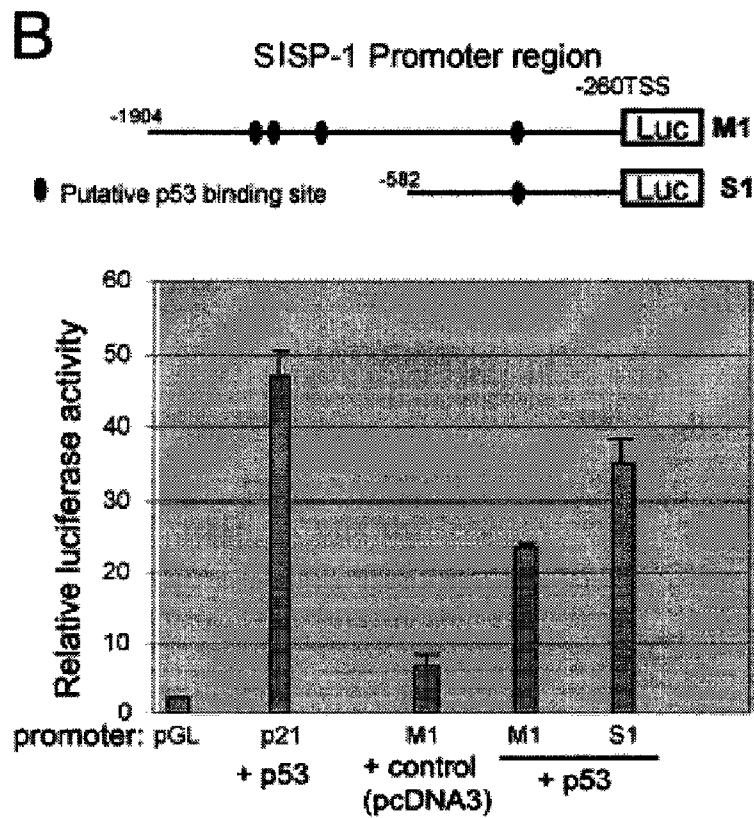 B
SISP-1 Promoter region
-260TSS
-1904
Luc M1
Putative p53 binding site
-582
Luc S1
Relative luciferase activity
60
50
40
30
20
10
0
promoter: pGL p21 M1 M1 S1
+ p53 + control + p53
(pcDNA3)